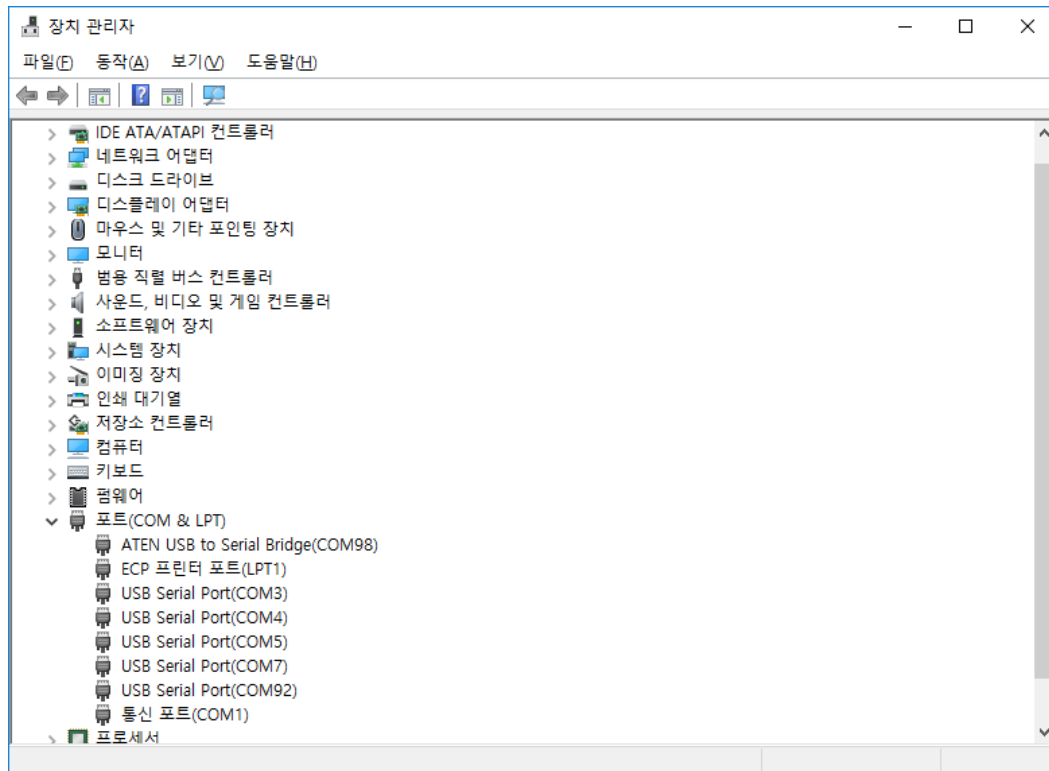 장치 관리자
파일(F) 동작(A) 보기(V) 도움말(H)
IDE ATA/ATAPI 컨트롤러
네트워크 어댑터
디스크 드라이브
디스플레이 어댑터
마우스 및 기타 포인팅 장치
모니터
범용 직렬 버스 컨트롤러
사운드, 비디오 및 게임 컨트롤러
소프트웨어 장치
시스템 장치
이미징 장치
인쇄 대기열
저장소 컨트롤러
컴퓨터
키보드
펌웨어
포트(COM & LPT)
ATEN USB to Serial Bridge(COM98)
ECP 프린터 포트(LPT1)
USB Serial Port(COM3)
USB Serial Port(COM4)
USB Serial Port(COM5)
USB Serial Port(COM7)
USB Serial Port(COM92)
통신 포트(COM1)
프로세서